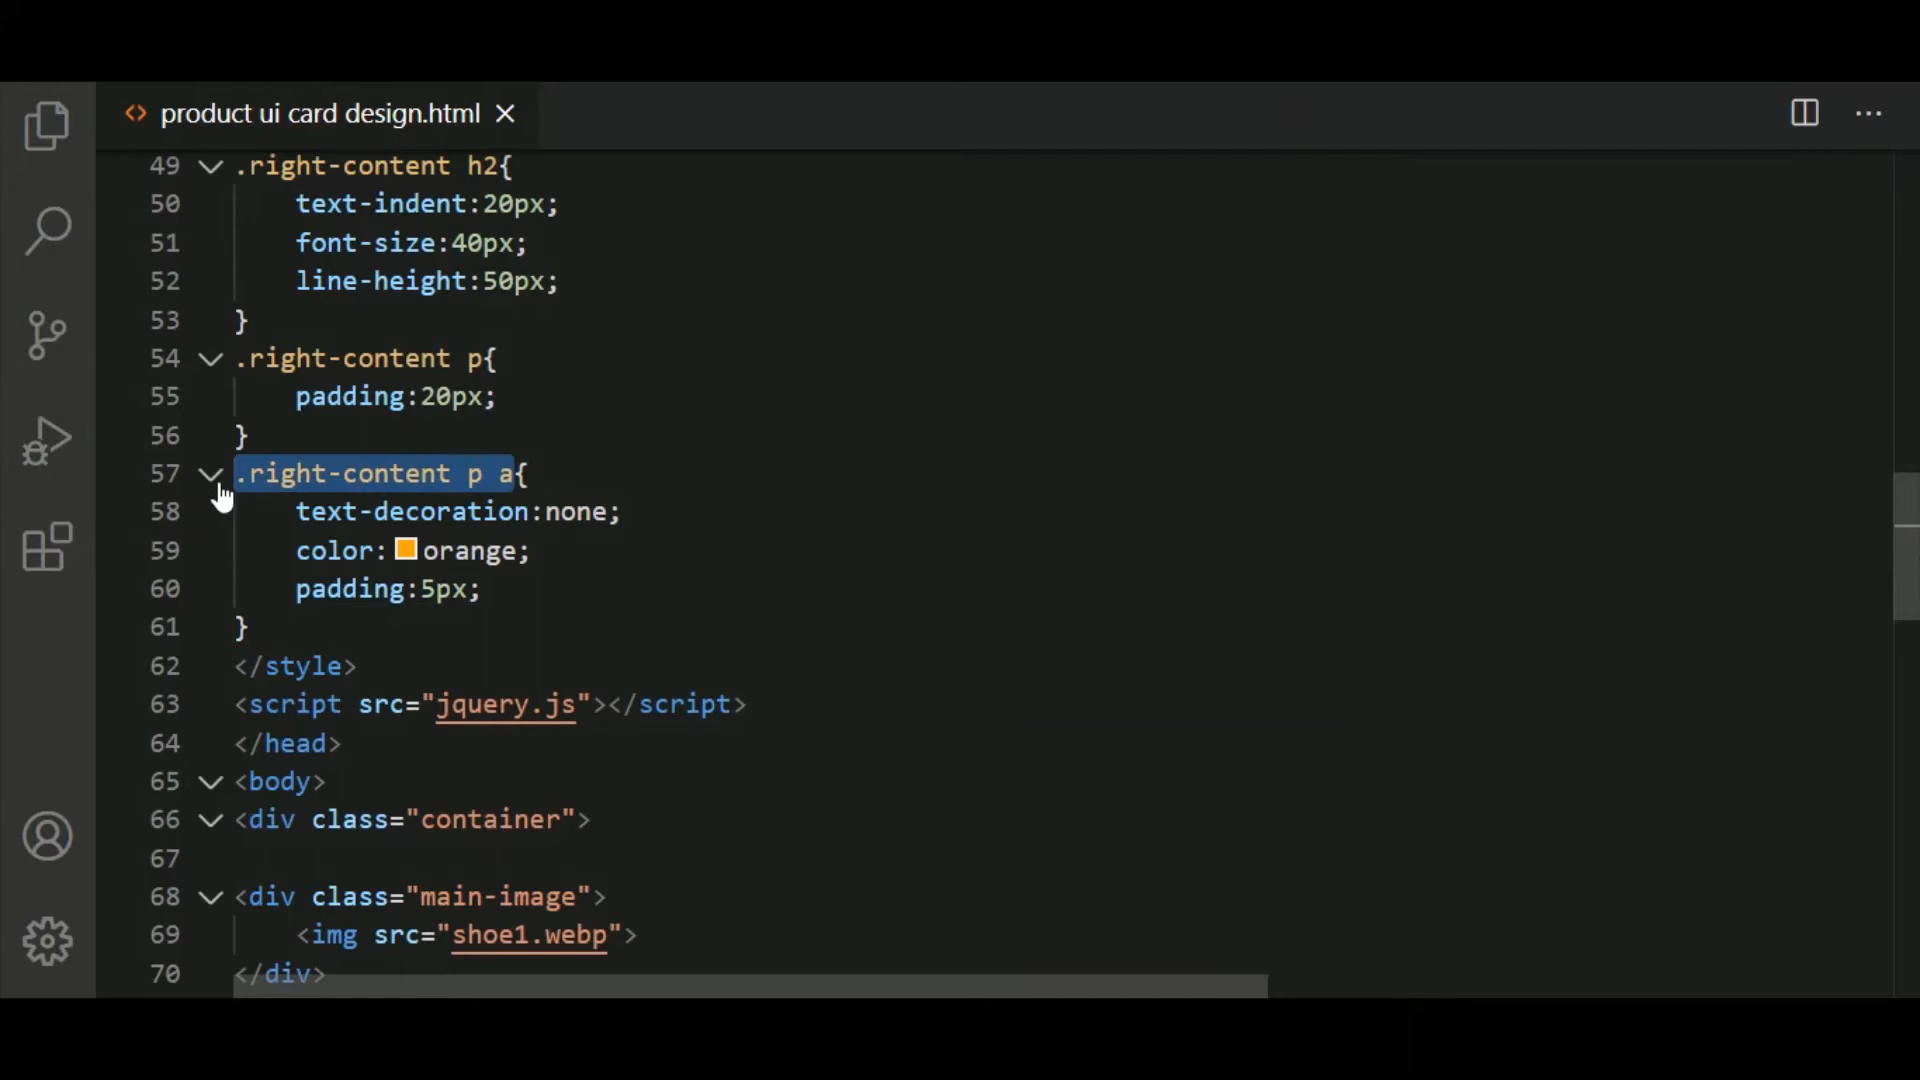 product ui card design.html
49 .right-content h2{
50 text-indent:20px;
51 font-size:40px;
52 line-height:50px;
53 }
54 .right-content p{
55 padding:20px;
56 }
57 .right-content p a{
58 text-decoration:none;
59 color:orange;
60 padding:5px;
61 }
62 </style>
63 <script src="jquery.js"></script>
64 </head>
65 <body>
66 <div class="container">
67
68 <div class="main-image">
69 <img src="shoe1.webp">
70 </div>